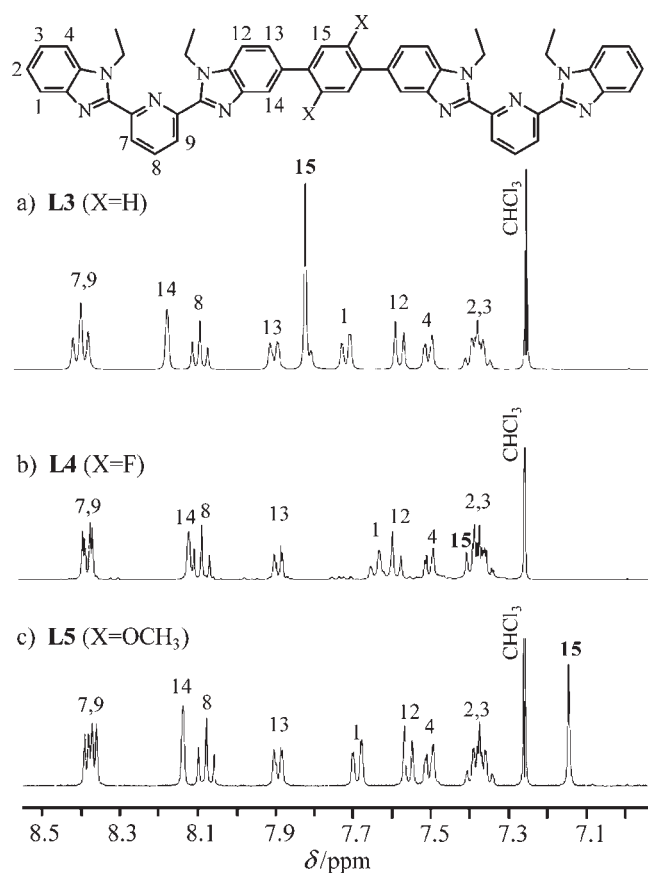 X
12 13 15
3 4
N N N N
2 14
N N N N N N
1 X
7 9
8
a) L3 (X=H)
7,9 14 8 13 15 1 12 4 2,3 CHCl₃
b) L4 (X=F)
7,9 14 8 13 1 12 4 15 2,3 CHCl₃
c) L5 (X=OCH₃)
7,9 14 8 13 1 12 4 2,3 CHCl₃ 15
8.5 8.3 8.1 7.9 7.7 7.5 7.3 7.1
δ/ppm